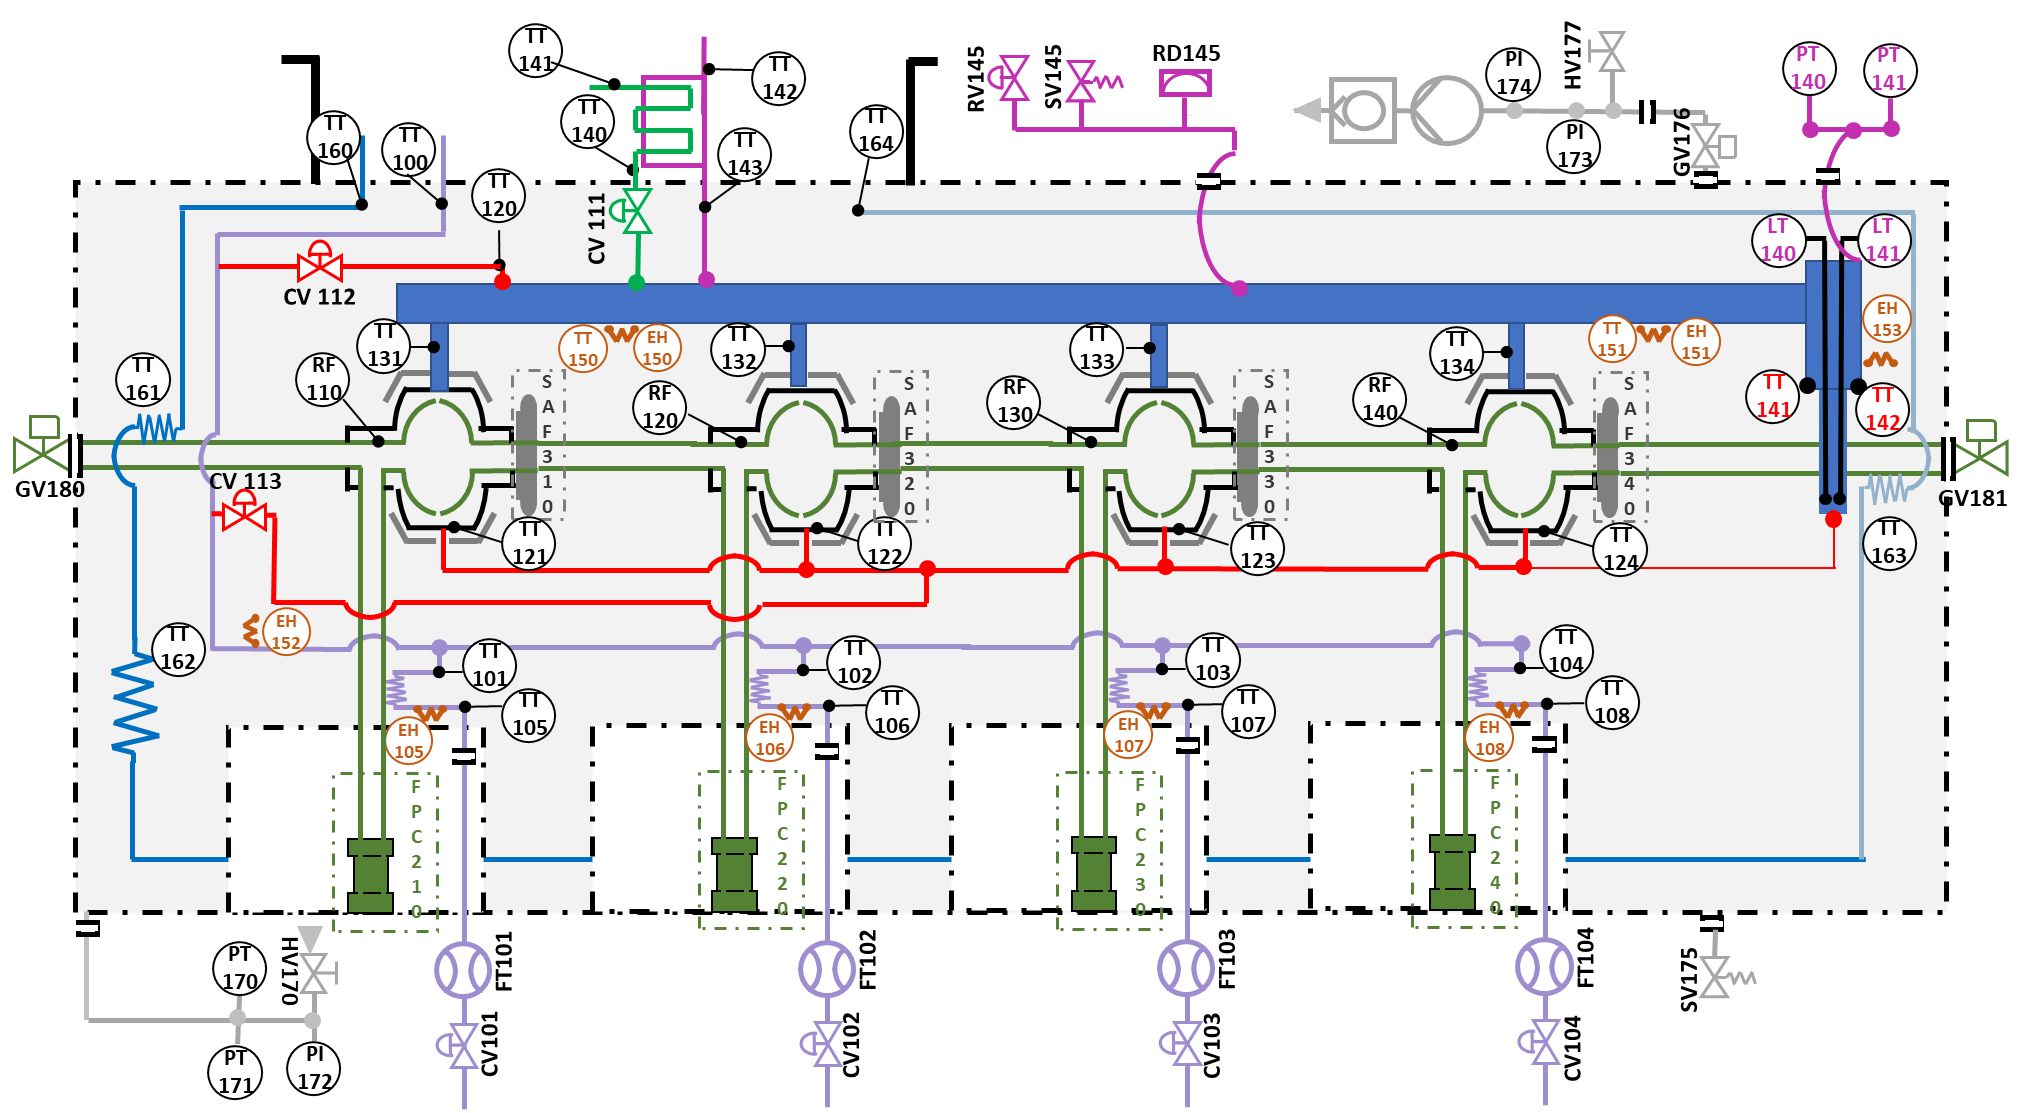 TT
141
TT
142
TT
140
TT
143
TT
160
TT
100
TT
120
TT
164
CV 111
RV145
SV145
RD145
PI
174
PI
173
HV177
GV176
PT
140
PT
141
LT
140
LT
141
CV 112
TT
131
TT
150
EH
150
TT
132
TT
133
TT
134
TT
151
EH
151
EH
153
TT
161
RF
110
RF
120
RF
130
RF
140
TT
141
TT
142
SAF310
SAF320
SAF330
SAF340
GV180
GV181
CV 113
TT
121
TT
122
TT
123
TT
124
TT
163
EH
152
TT
162
TT
101
TT
102
TT
103
TT
104
TT
105
TT
106
TT
107
TT
108
EH
105
EH
106
EH
107
EH
108
FPC210
FPC220
FPC230
FPC240
PT
170
HV170
PT
171
PI
172
FT101
FT102
FT103
FT104
SV175
CV101
CV102
CV103
CV104